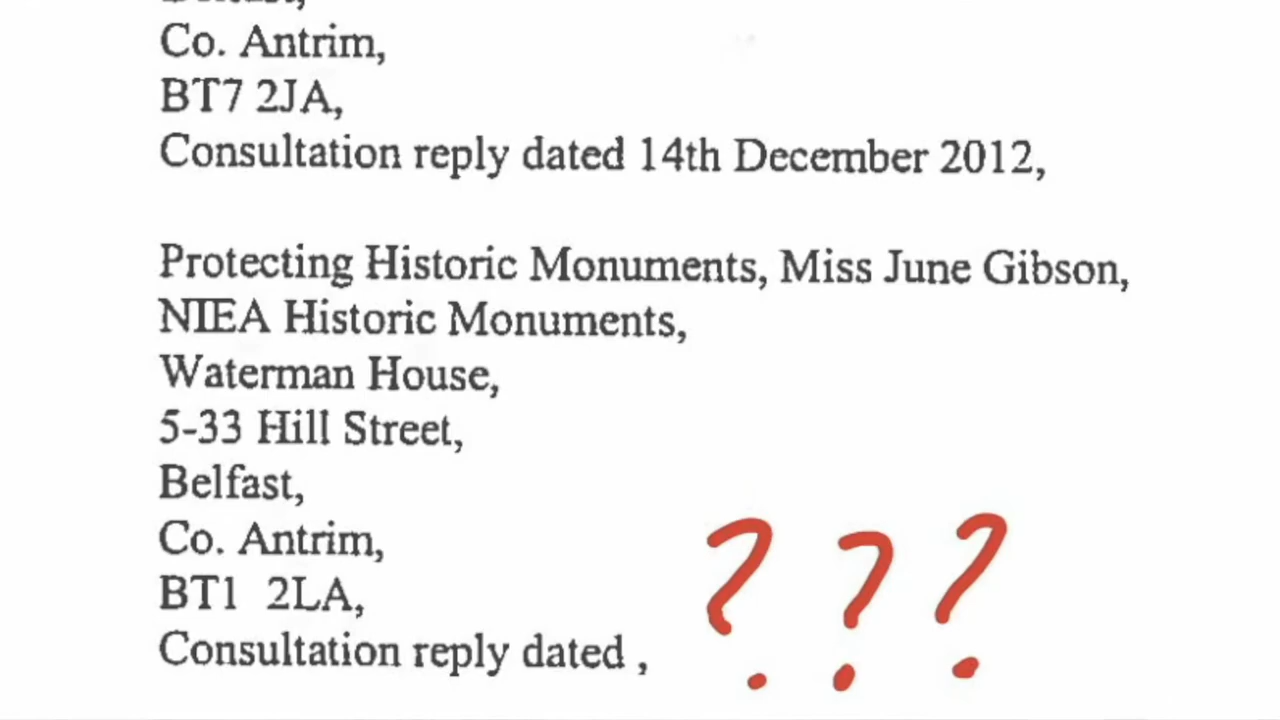 Co. Antrim,
BT7 2JA,
Consultation reply dated 14th December 2012,
Protecting Historic Monuments, Miss June Gibson,
NIEA Historic Monuments,
Waterman House,
5-33 Hill Street,
Belfast,
Co. Antrim,
BT1 2LA,
Consultation reply dated , ? ? ?